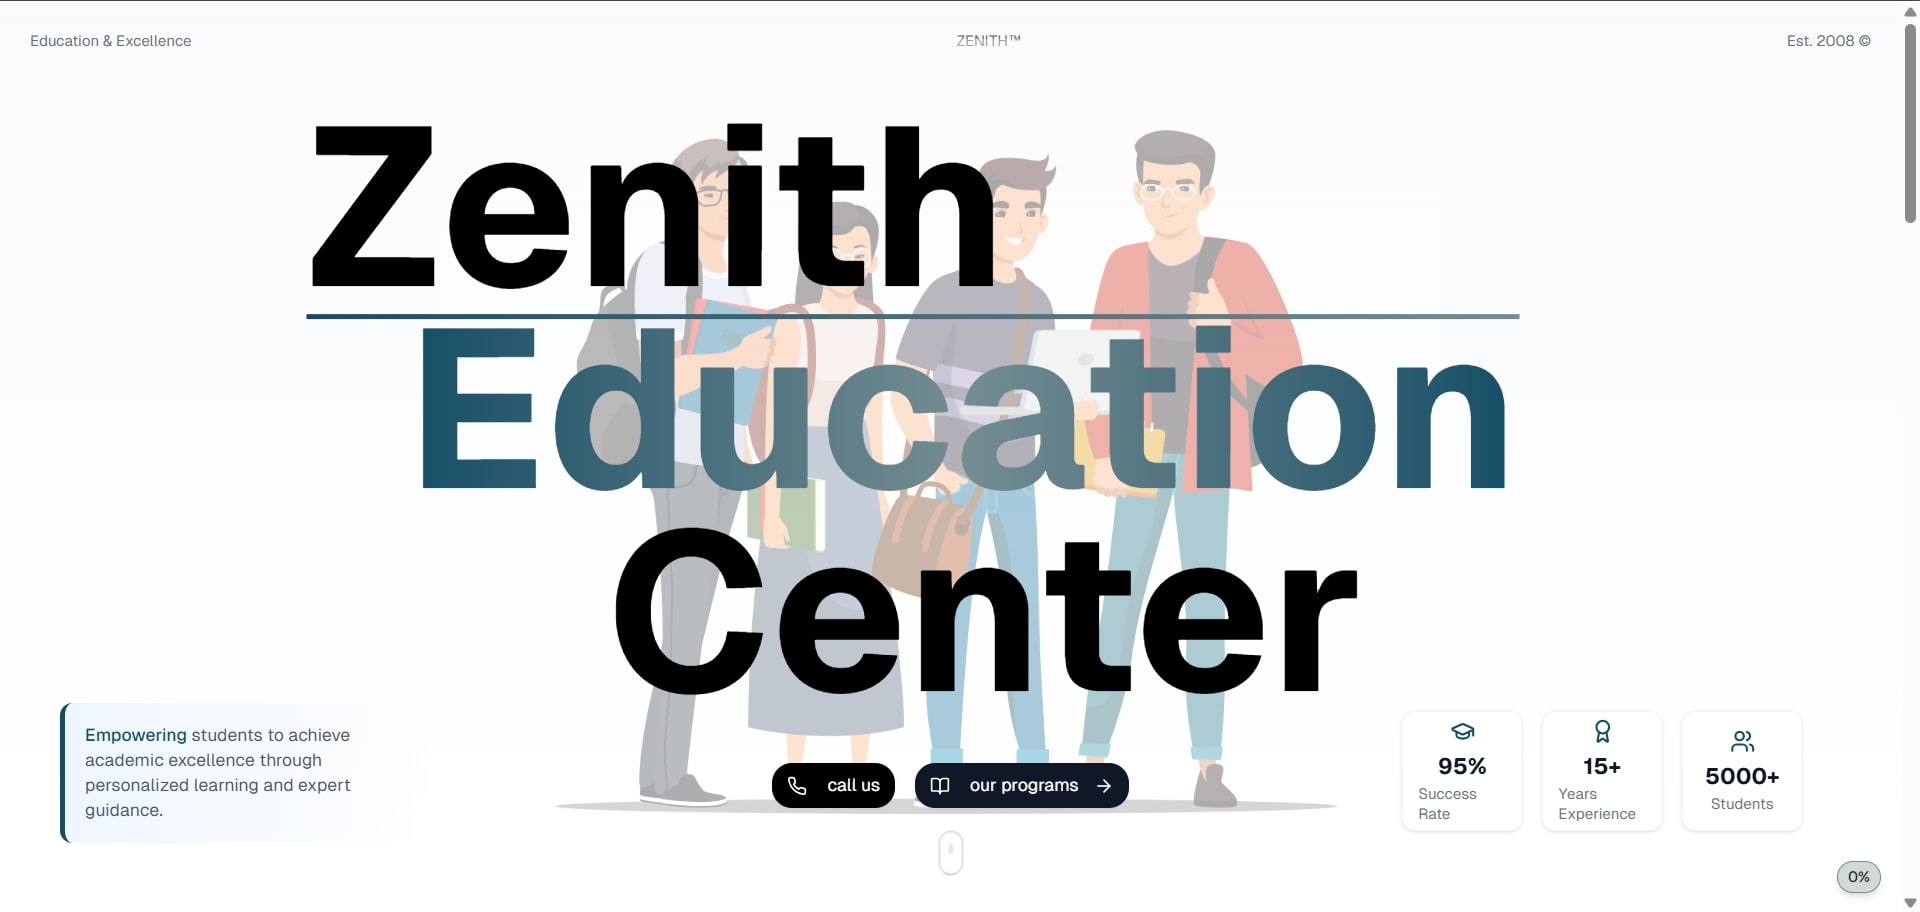 Education & Excellence
ZENITH™
Est. 2008 ©
Zenith
Education
Center
Empowering students to achieve
academic excellence through
personalized learning and expert
guidance.
call us
our programs
95%
Success
Rate
15+
Years
Experience
5000+
Students
0%